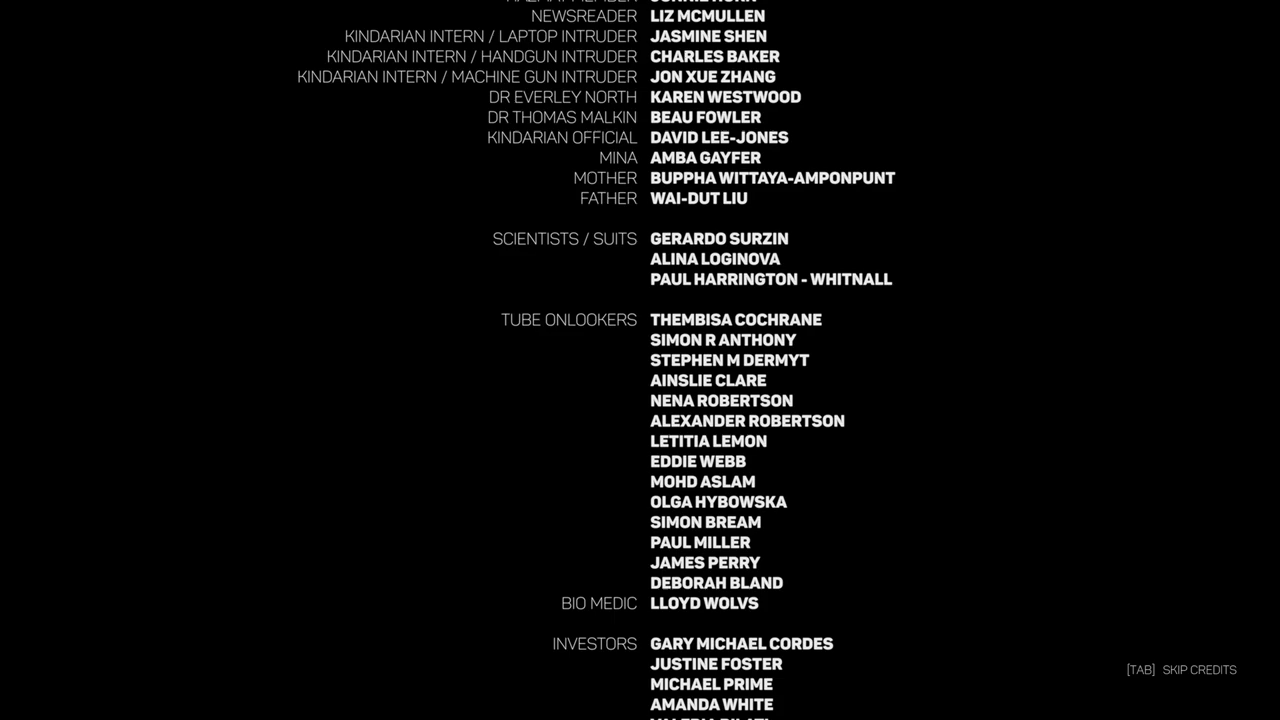 NEWSREADER LIZ MCMULLEN
KINDARIAN INTERN / LAPTOP INTRUDER JASMINE SHEN
KINDARIAN INTERN / HANDGUN INTRUDER CHARLES BAKER
KINDARIAN INTERN / MACHINE GUN INTRUDER JON XUE ZHANG
DR EVERLEY NORTH KAREN WESTWOOD
DR THOMAS MALKIN BEAU FOWLER
KINDARIAN OFFICIAL DAVID LEE-JONES
MINA AMBA GAYFER
MOTHER BUPPHA WITTAYA-AMPONPUNT
FATHER WAI-DUT LIU
SCIENTISTS / SUITS GERARDO SURZIN
ALINA LOGINOVA
PAUL HARRINGTON - WHITNALL
TUBE ONLOOKERS THEMBISA COCHRANE
SIMON R ANTHONY
STEPHEN M DERMYT
AINSLIE CLARE
NENA ROBERTSON
ALEXANDER ROBERTSON
LETITIA LEMON
EDDIE WEBB
MOHD ASLAM
OLGA HYBOWSKA
SIMON BREAM
PAUL MILLER
JAMES PERRY
DEBORAH BLAND
BIO MEDIC LLOYD WOLVS
INVESTORS GARY MICHAEL CORDES
JUSTINE FOSTER
[TAB] SKIP CREDITS
MICHAEL PRIME
AMANDA WHITE